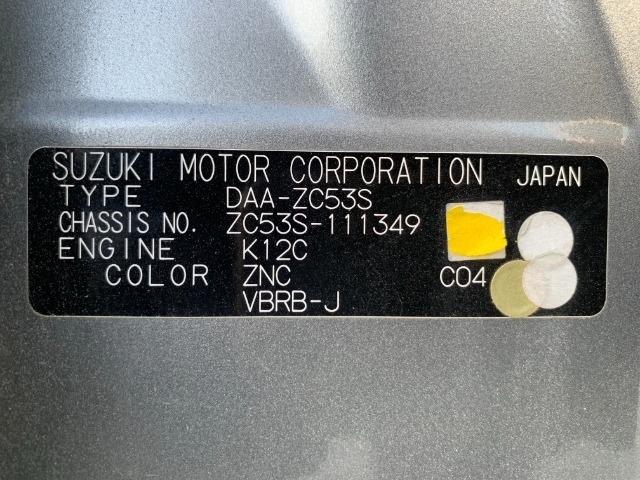 SUZUKI MOTOR CORPORATION JAPAN
TYPE DAA-ZC53S
CHASSIS NO. ZC53S-111349
ENGINE K12C
COLOR ZNC C04
VBRB-J